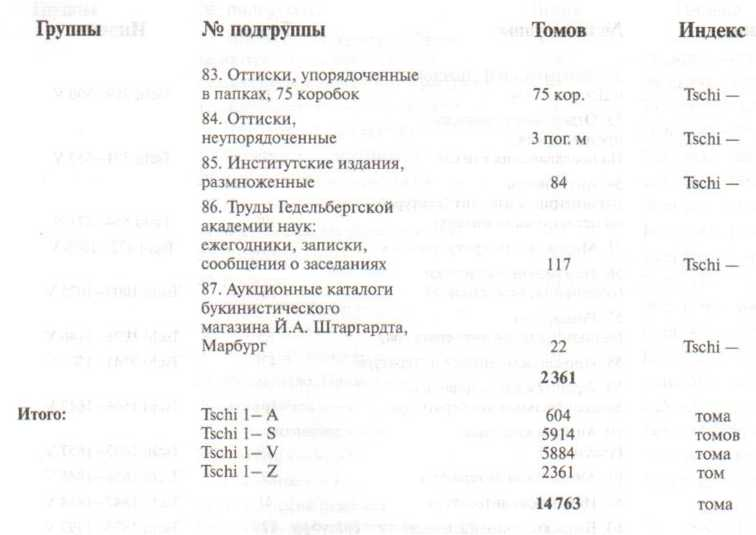 Группы № подгруппы Томов Индекс
83. Оттиски, упорядоченные
в папках, 75 коробок 75 кор. Tschi —
84. Оттиски,
неупорядоченные 3 пог. м Tschi —
85. Институтские издания,
размноженные 84 Tschi —
86. Труды Гедельбергской
академии наук:
ежегодники, записки,
сообщения о заседаниях 117 Tschi —
87. Аукционные каталоги
букинистического
магазина Й.А. Штаргардта,
Марбург 22 Tschi —
2361
Итого: Tschi 1– A 604 тома
Tschi 1– S 5914 томов
Tschi 1– V 5884 тома
Tschi 1– Z 2361 том
14763 тома